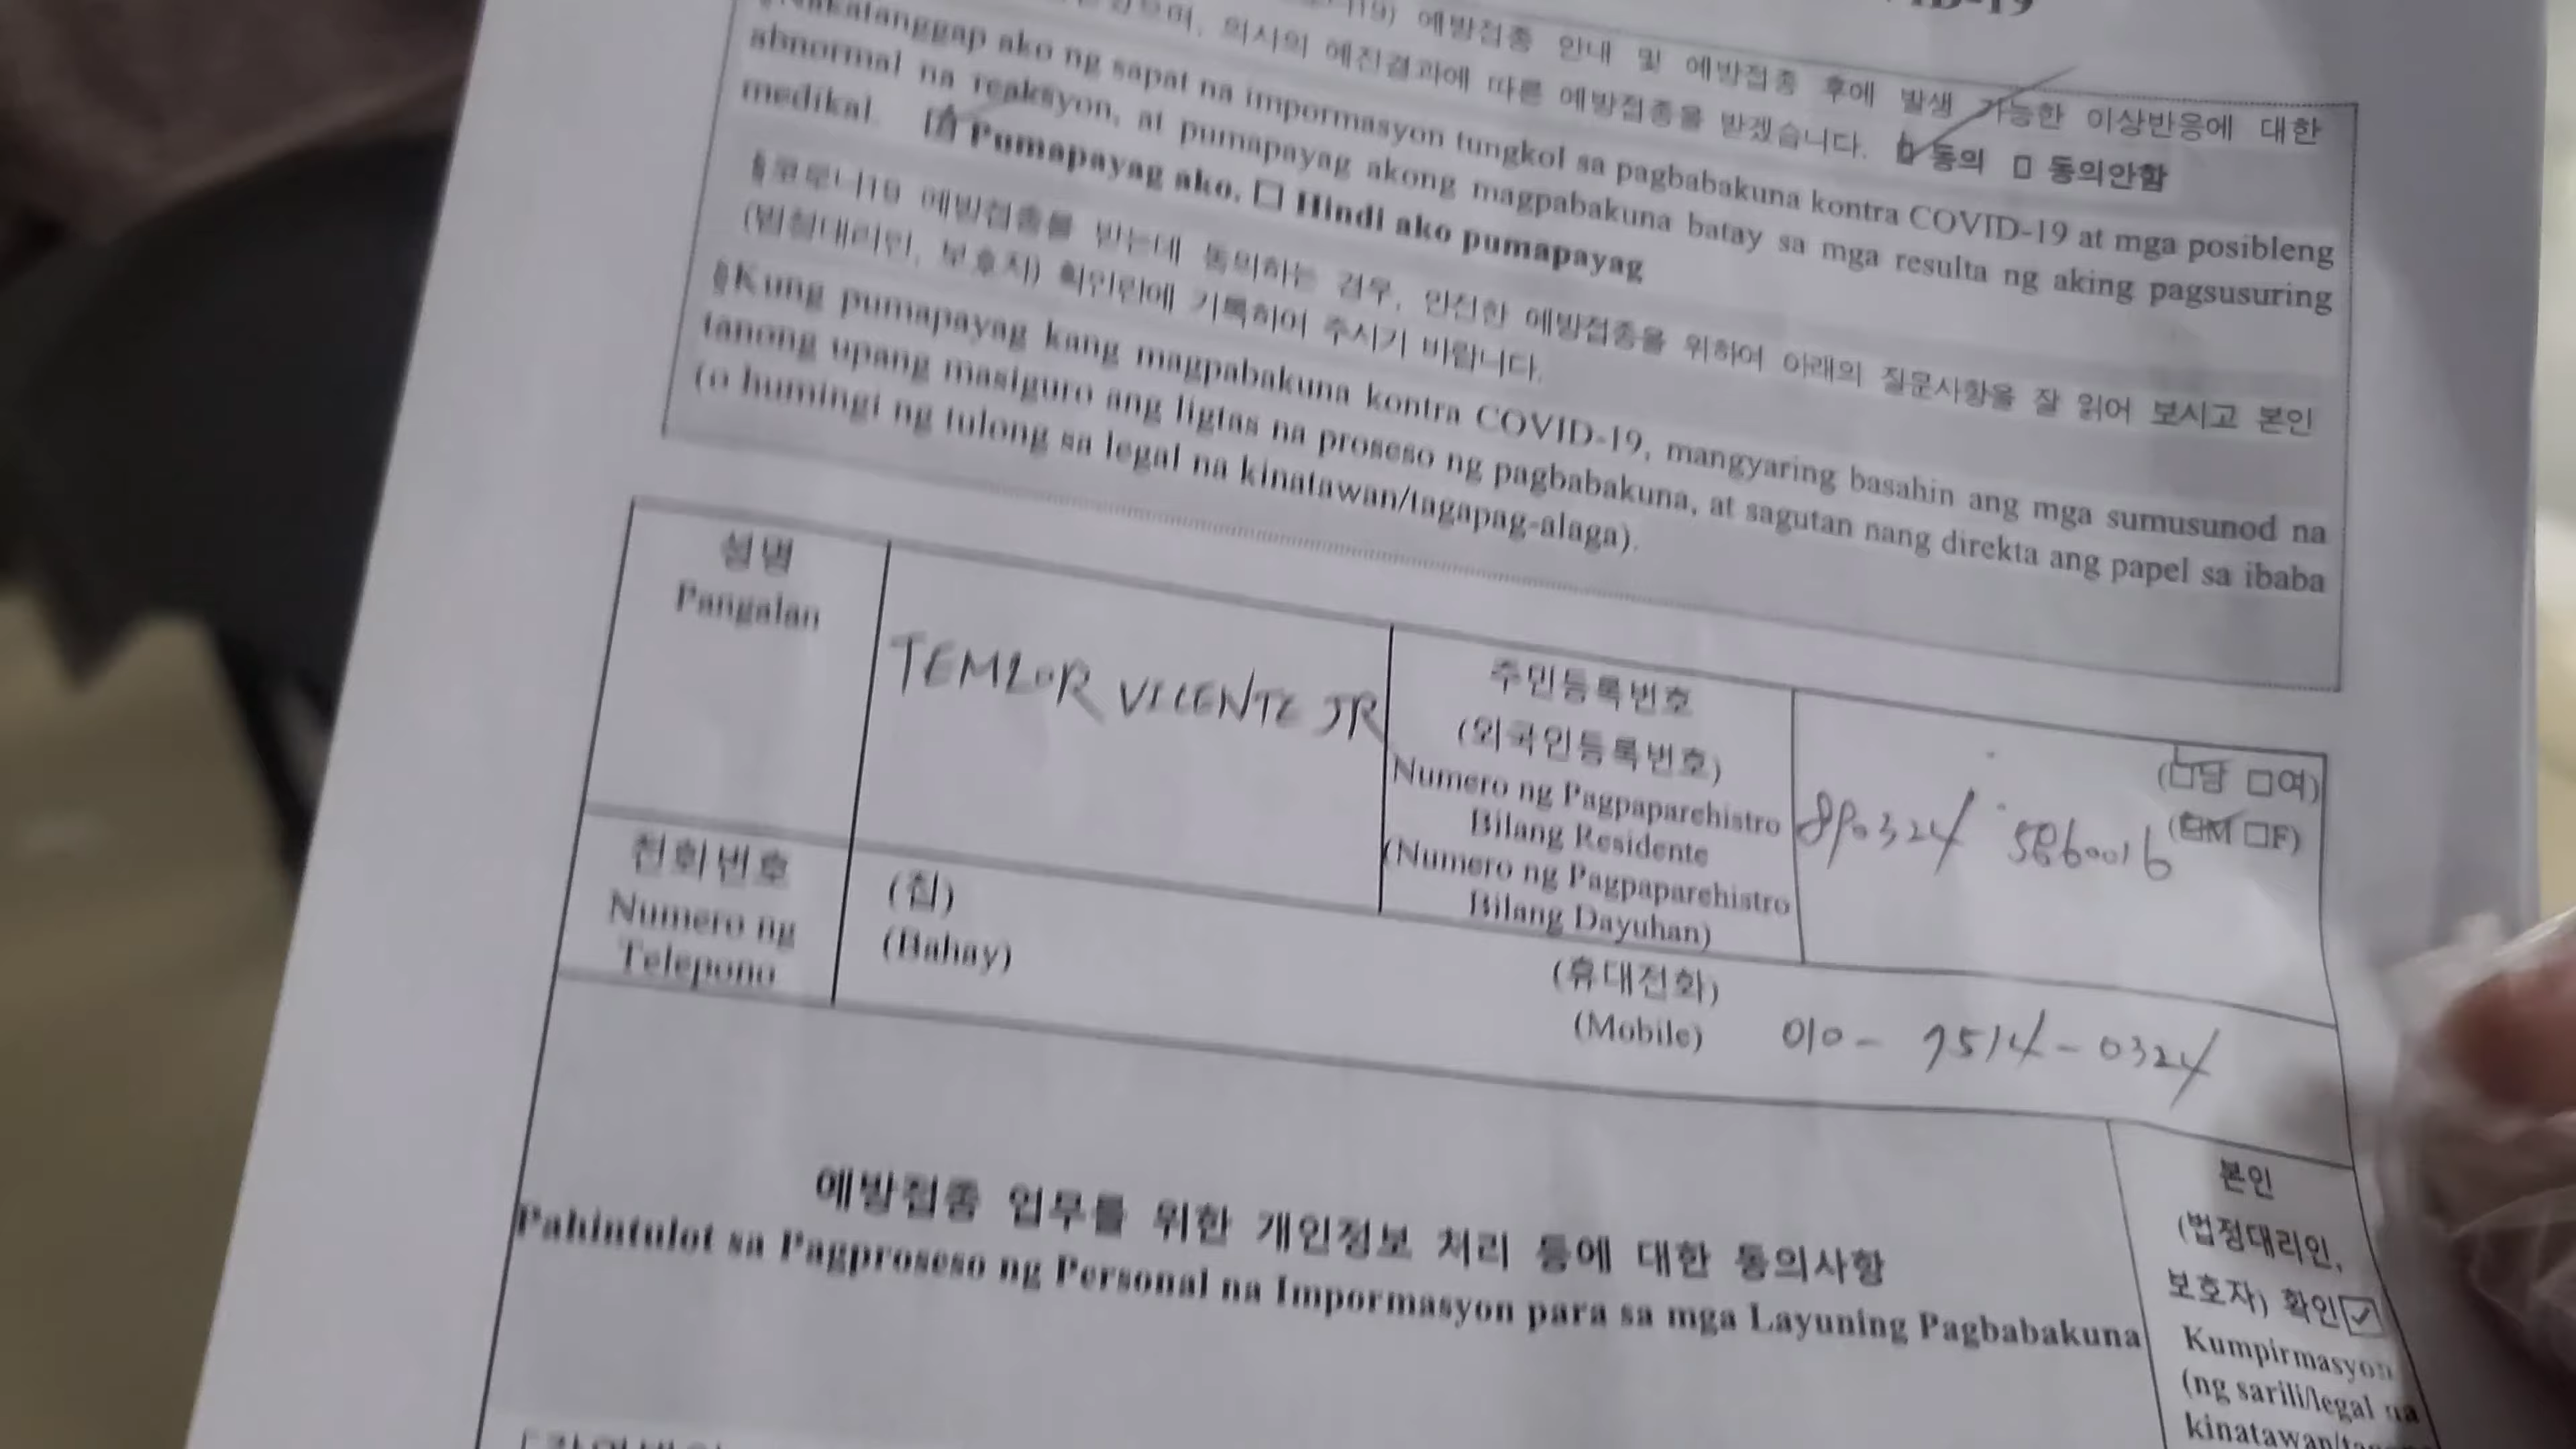 ID-19
예방접종 안내 및 예방접종 후에 발생 가능한 이상반응에 대한
의사의 예진결과에 따른 예방접종을 받겠습니다. 동의 □ 동의안함
Nakatanggap ako ng sapat na impormasyon tungkol sa pagbabakuna kontra COVID-19 at mga posibleng
abnormal na reaksyon, at pumapayag akong magpabakuna batay sa mga resulta ng aking pagsusuring
medikal. Pumapayag ako. □ Hindi ako pumapayag
코로나19 예방접종를 받는데 동의하는 경우, 안전한 예방접종을 위하여 아래의 질문사항을 잘 읽어 보시고 본인
(법정대리인, 보호자) 확인란에 기록하여 주시기 바랍니다.
Kung pumapayag kang magpabakuna kontra COVID-19, mangyaring basahin ang mga sumusunod na
tanong upang masiguro ang ligtas na proseso ng pagbabakuna, at sagutan nang direkta ang papel sa ibaba
(o humingi ng tulong sa legal na kinatawan/tagapag-alaga).
성명
Pangalan
TEMLOR VICENTE JR
주민등록번호
(외국인등록번호)
Numero ng Pagpaparehistro
Bilang Residente
(Numero ng Pagpaparehistro
Bilang Dayuhan)
(□남 □여)
(□M □F)
890324
전화번호
Numero ng
Telepono
(집)
(Bahay)
(휴대전화)
(Mobile)
010 - 9514 - 0324
예방접종 업무를 위한 개인정보 처리 등에 대한 동의사항
Pahintulot sa Pagproseso ng Personal na Impormasyon para sa mga Layuning Pagbabakuna
본인
(법정대리인,
보호자) 확인☑
Kumpirmasyon
(ng sarili/legal na